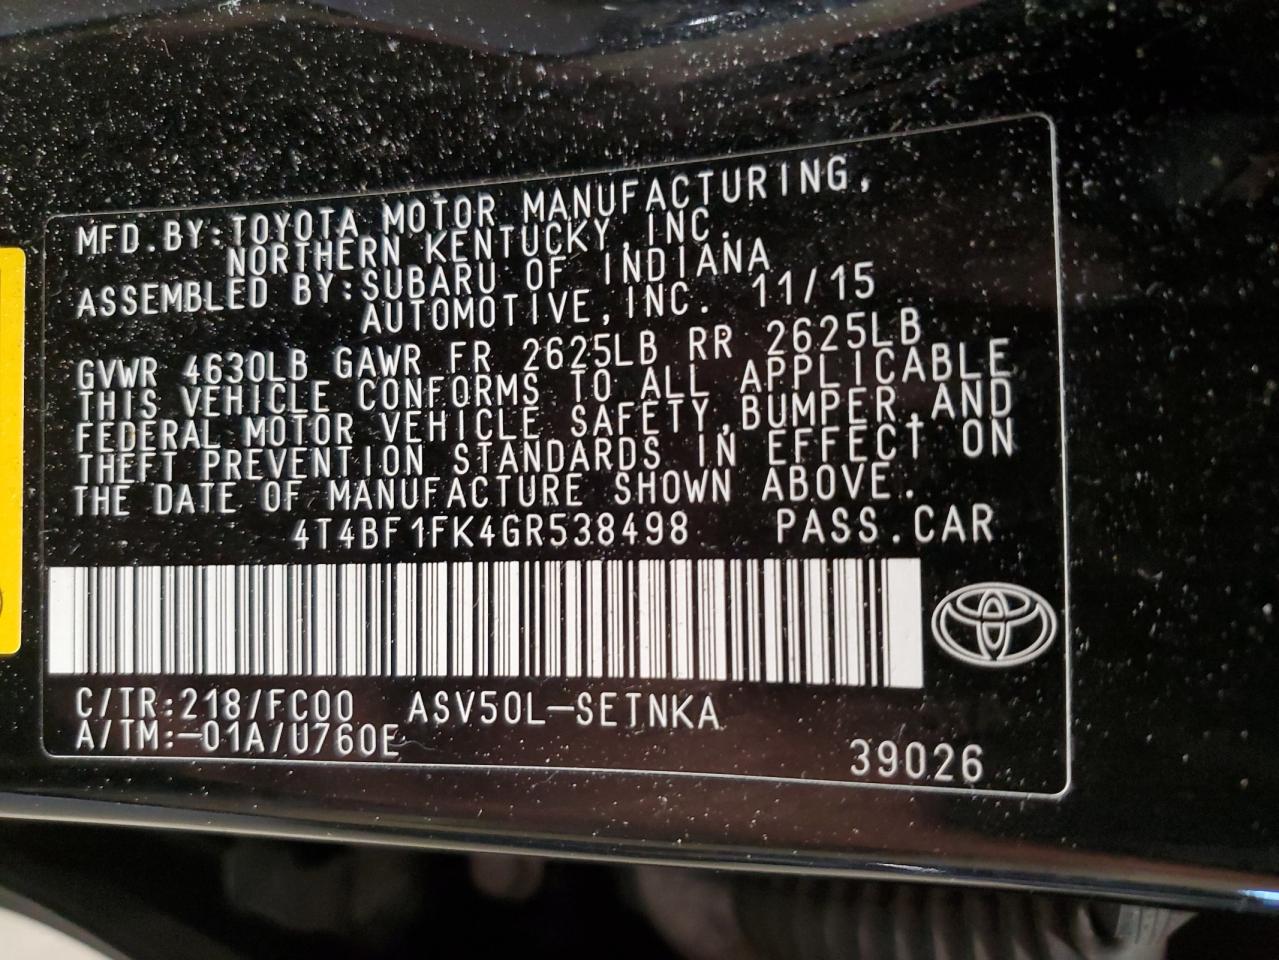 MFD.BY:TOYOTA MOTOR MANUFACTURING,
NORTHERN KENTUCKY,INC.
ASSEMBLED BY:SUBARU OF INDIANA
AUTOMOTIVE,INC. 11/15
GVWR 4630LB GAWR FR 2625LB RR 2625LB
THIS VEHICLE CONFORMS TO ALL APPLICABLE
FEDERAL MOTOR VEHICLE SAFETY,BUMPER,AND
THEFT PREVENTION STANDARDS IN EFFECT ON
THE DATE OF MANUFACTURE SHOWN ABOVE.
4T4BF1FK4GR538498 PASS.CAR
C/TR:218/FC00 ASV50L-SETNKA
A/TM:-01A/U760E
39026